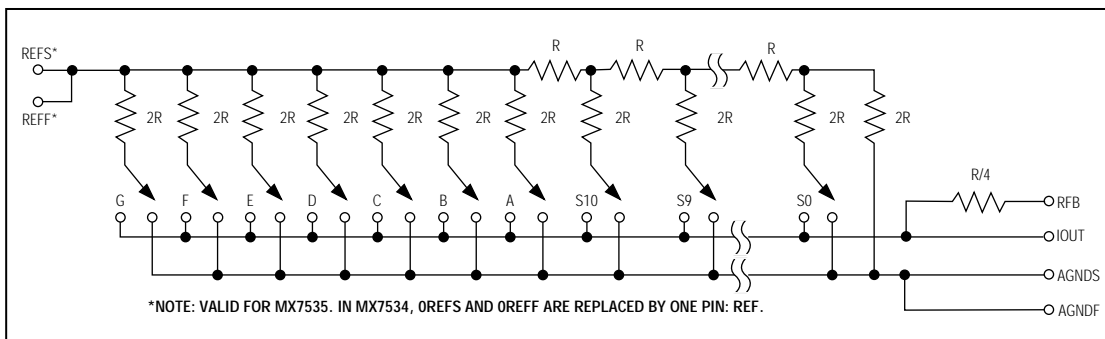 R R R
REFS*
REFF*
2R 2R 2R 2R 2R 2R 2R 2R 2R 2R 2R
R/4
G F E D C B A S10 S9 S0
RFB
IOUT
AGNDS
*NOTE: VALID FOR MX7535. IN MX7534, 0REFS AND 0REFF ARE REPLACED BY ONE PIN: REF.
AGNDF